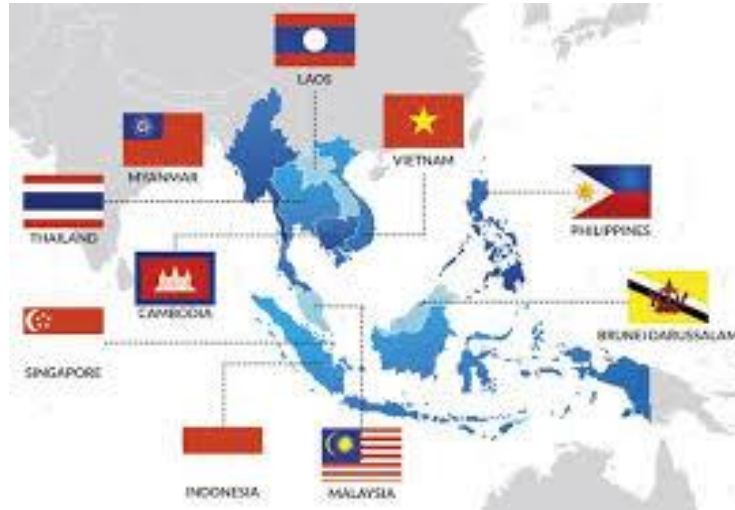 LAOS
VIETNAM
MYANMAR
THAILAND
PHILIPPINES
CAMBODIA
BRUNEI DARUSSALAM
SINGAPORE
INDONESIA
MALAYSIA